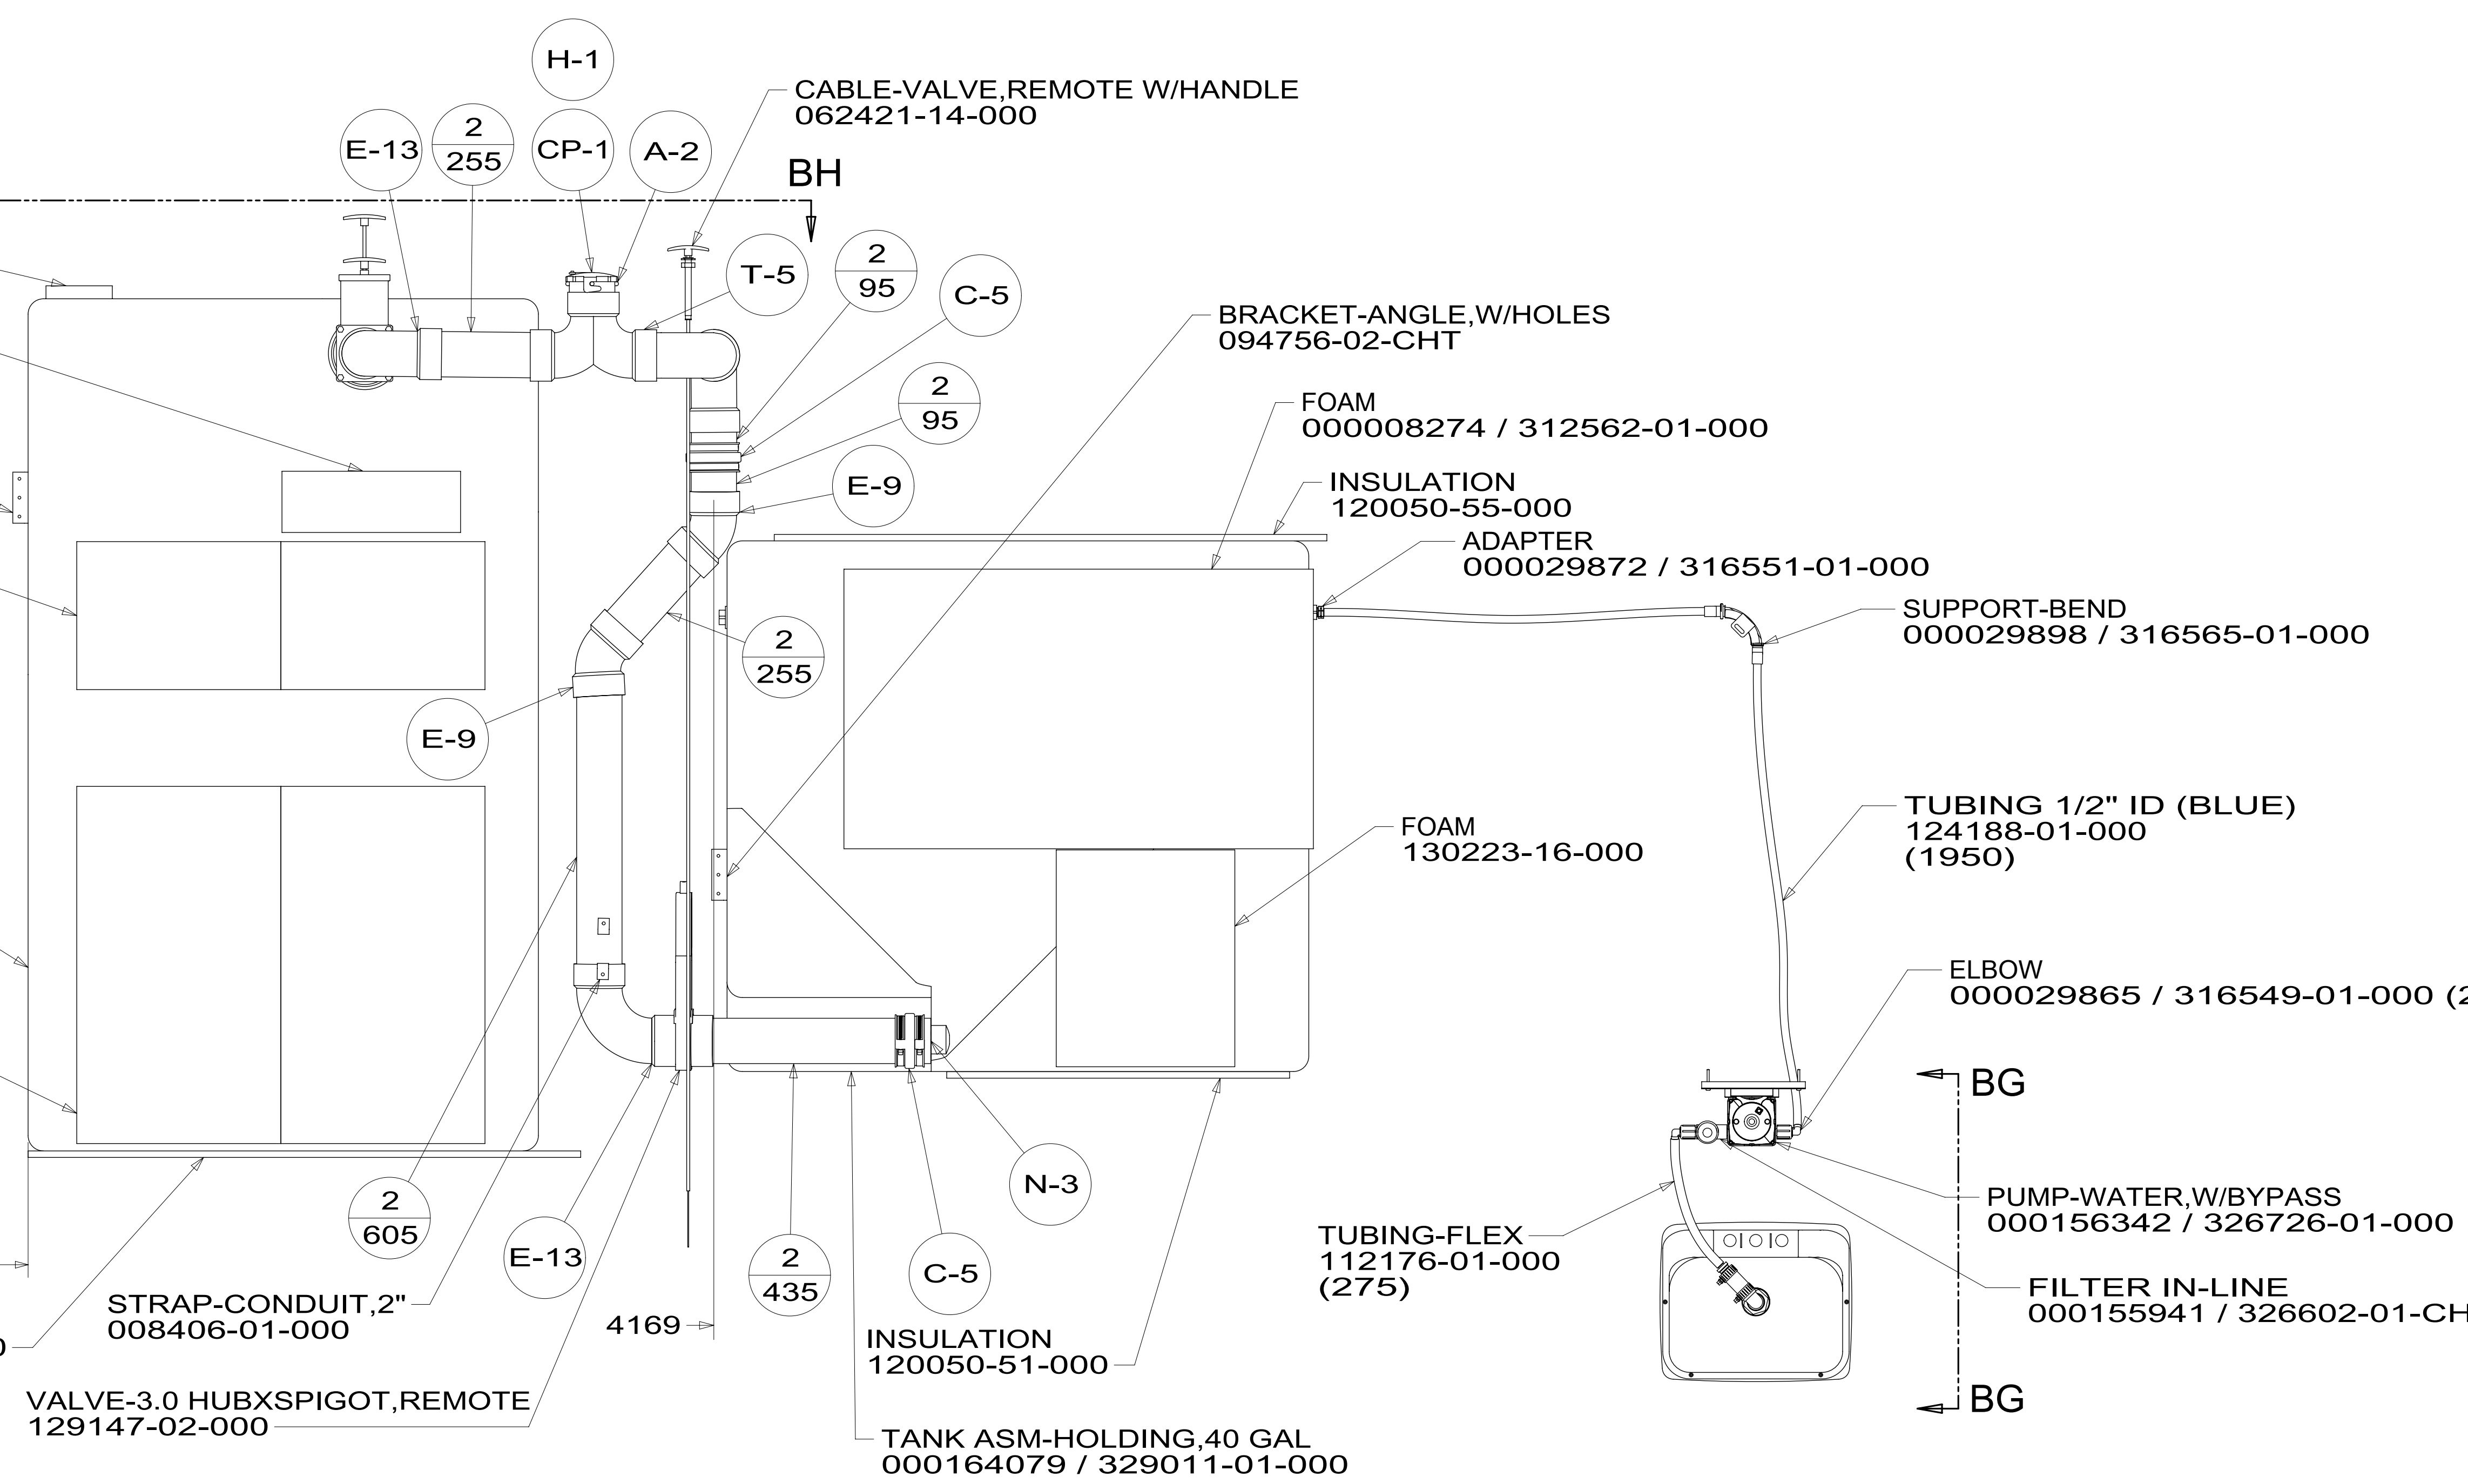 H-1
CABLE-VALVE,REMOTE W/HANDLE
062421-14-000
E-13
2
255
CP-1
A-2
BH
T-5
2
95
C-5
BRACKET-ANGLE,W/HOLES
094756-02-CHT
2
95
FOAM
000008274 / 312562-01-000
E-9
INSULATION
120050-55-000
ADAPTER
000029872 / 316551-01-000
SUPPORT-BEND
000029898 / 316565-01-000
2
255
E-9
TUBING 1/2" ID (BLUE)
124188-01-000
(1950)
FOAM
130223-16-000
ELBOW
000029865 / 316549-01-000 (2
BG
N-3
2
605
PUMP-WATER,W/BYPASS
000156342 / 326726-01-000
E-13
2
435
C-5
TUBING-FLEX
112176-01-000
(275)
STRAP-CONDUIT,2"
008406-01-000
FILTER IN-LINE
000155941 / 326602-01-CH
4169
INSULATION
120050-51-000
BG
VALVE-3.0 HUBXSPIGOT,REMOTE
129147-02-000
TANK ASM-HOLDING,40 GAL
000164079 / 329011-01-000